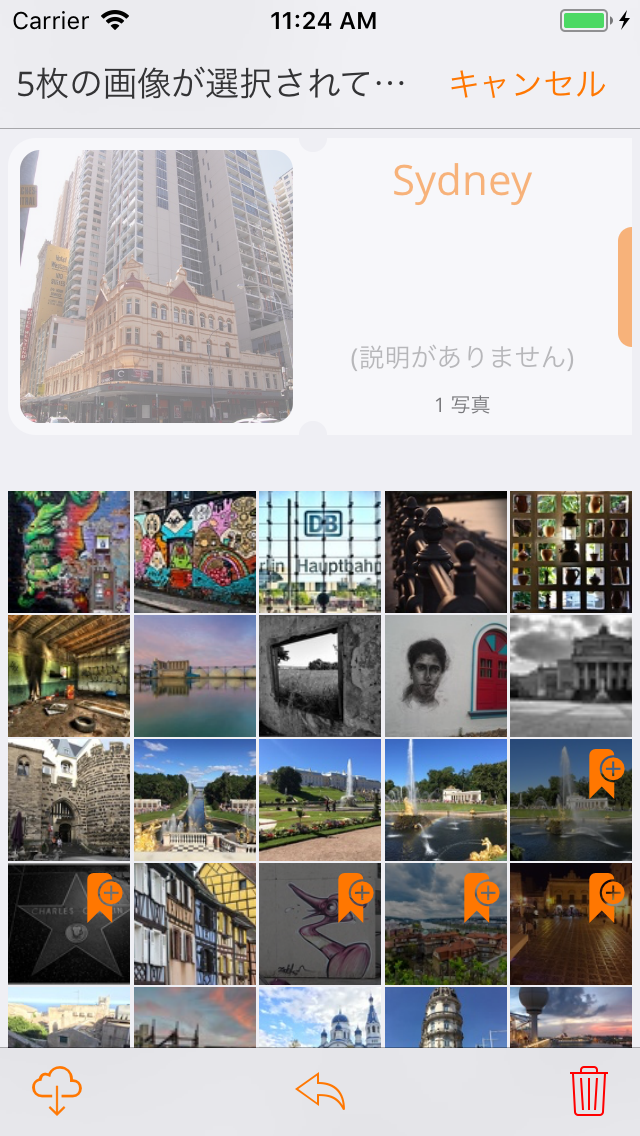 Carrier 11:24 AM
5枚の画像が選択されて… キャンセル
Sydney
(説明がありません)
1 写真
DB
rlin Hauptbahn